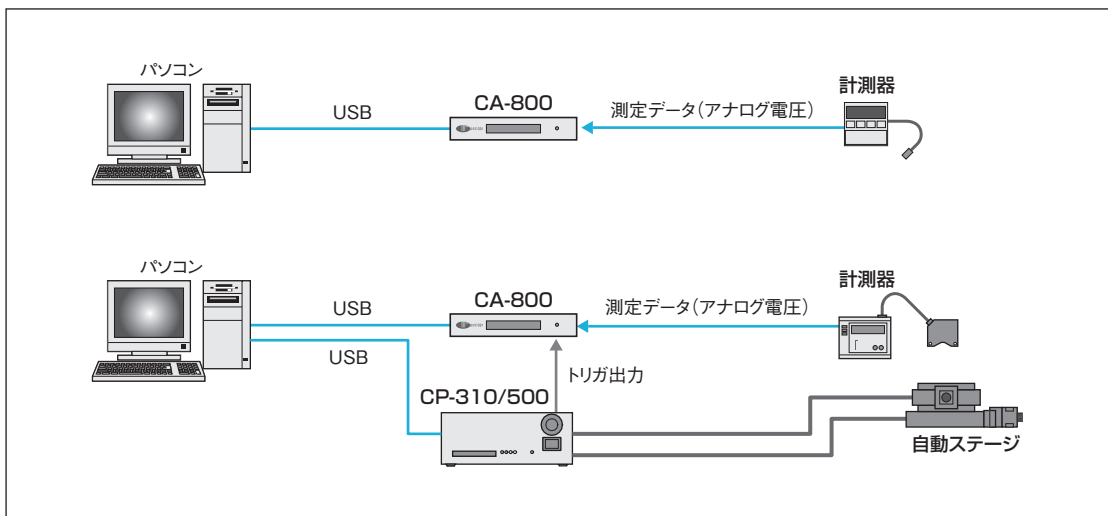 パソコン
USB
CA-800
測定データ(アナログ電圧)
計測器
パソコン
USB
USB
CA-800
測定データ(アナログ電圧)
計測器
トリガ出力
CP-310/500
自動ステージ